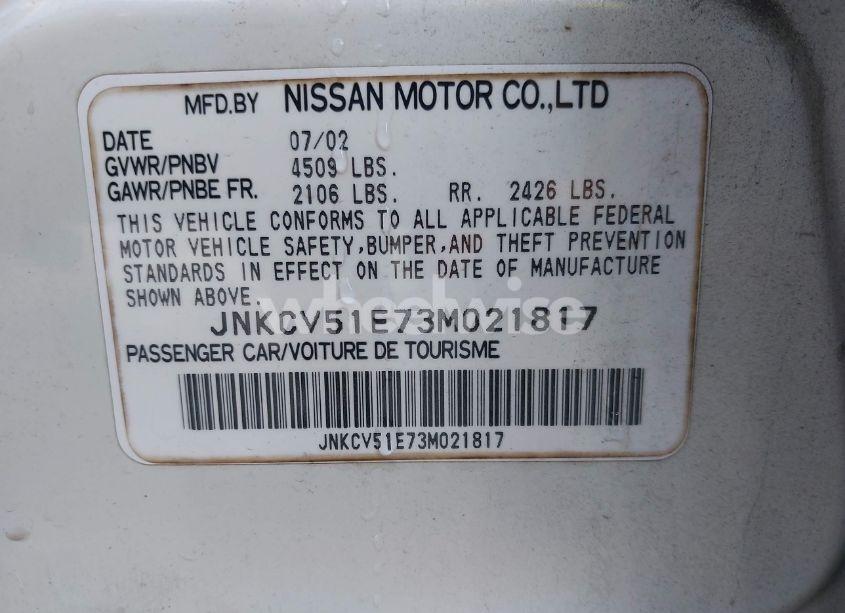 MFD.BY NISSAN MOTOR CO.,LTD
DATE 07/02
GVWR/PNBV 4509 LBS.
GAWR/PNBE FR. 2106 LBS. RR. 2426 LBS.
THIS VEHICLE CONFORMS TO ALL APPLICABLE FEDERAL
MOTOR VEHICLE SAFETY,BUMPER,AND THEFT PREVENTION
STANDARDS IN EFFECT ON THE DATE OF MANUFACTURE
SHOWN ABOVE.
wheelwise
JNKCV51E73M021817
PASSENGER CAR/VOITURE DE TOURISME
JNKCV51E73M021817